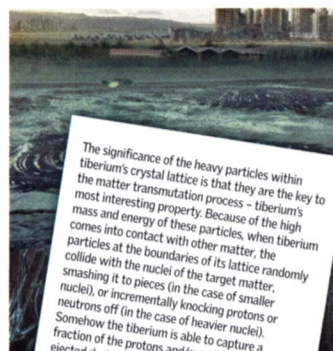 The significance of the heavy particles within
tiberium's crystal lattice is that they are the key to
the matter transmutation process – tiberium's
most interesting property. Because of the high
mass and energy of these particles, when tiberium
comes into contact with other matter, the
particles at the boundaries of its lattice randomly
collide with the nuclei of the target matter,
smashing it to pieces (in the case of smaller
nuclei), or incrementally knocking protons or
neutrons off (in the case of heavier nuclei).
Somehow the tiberium is able to capture a
fraction of the protons